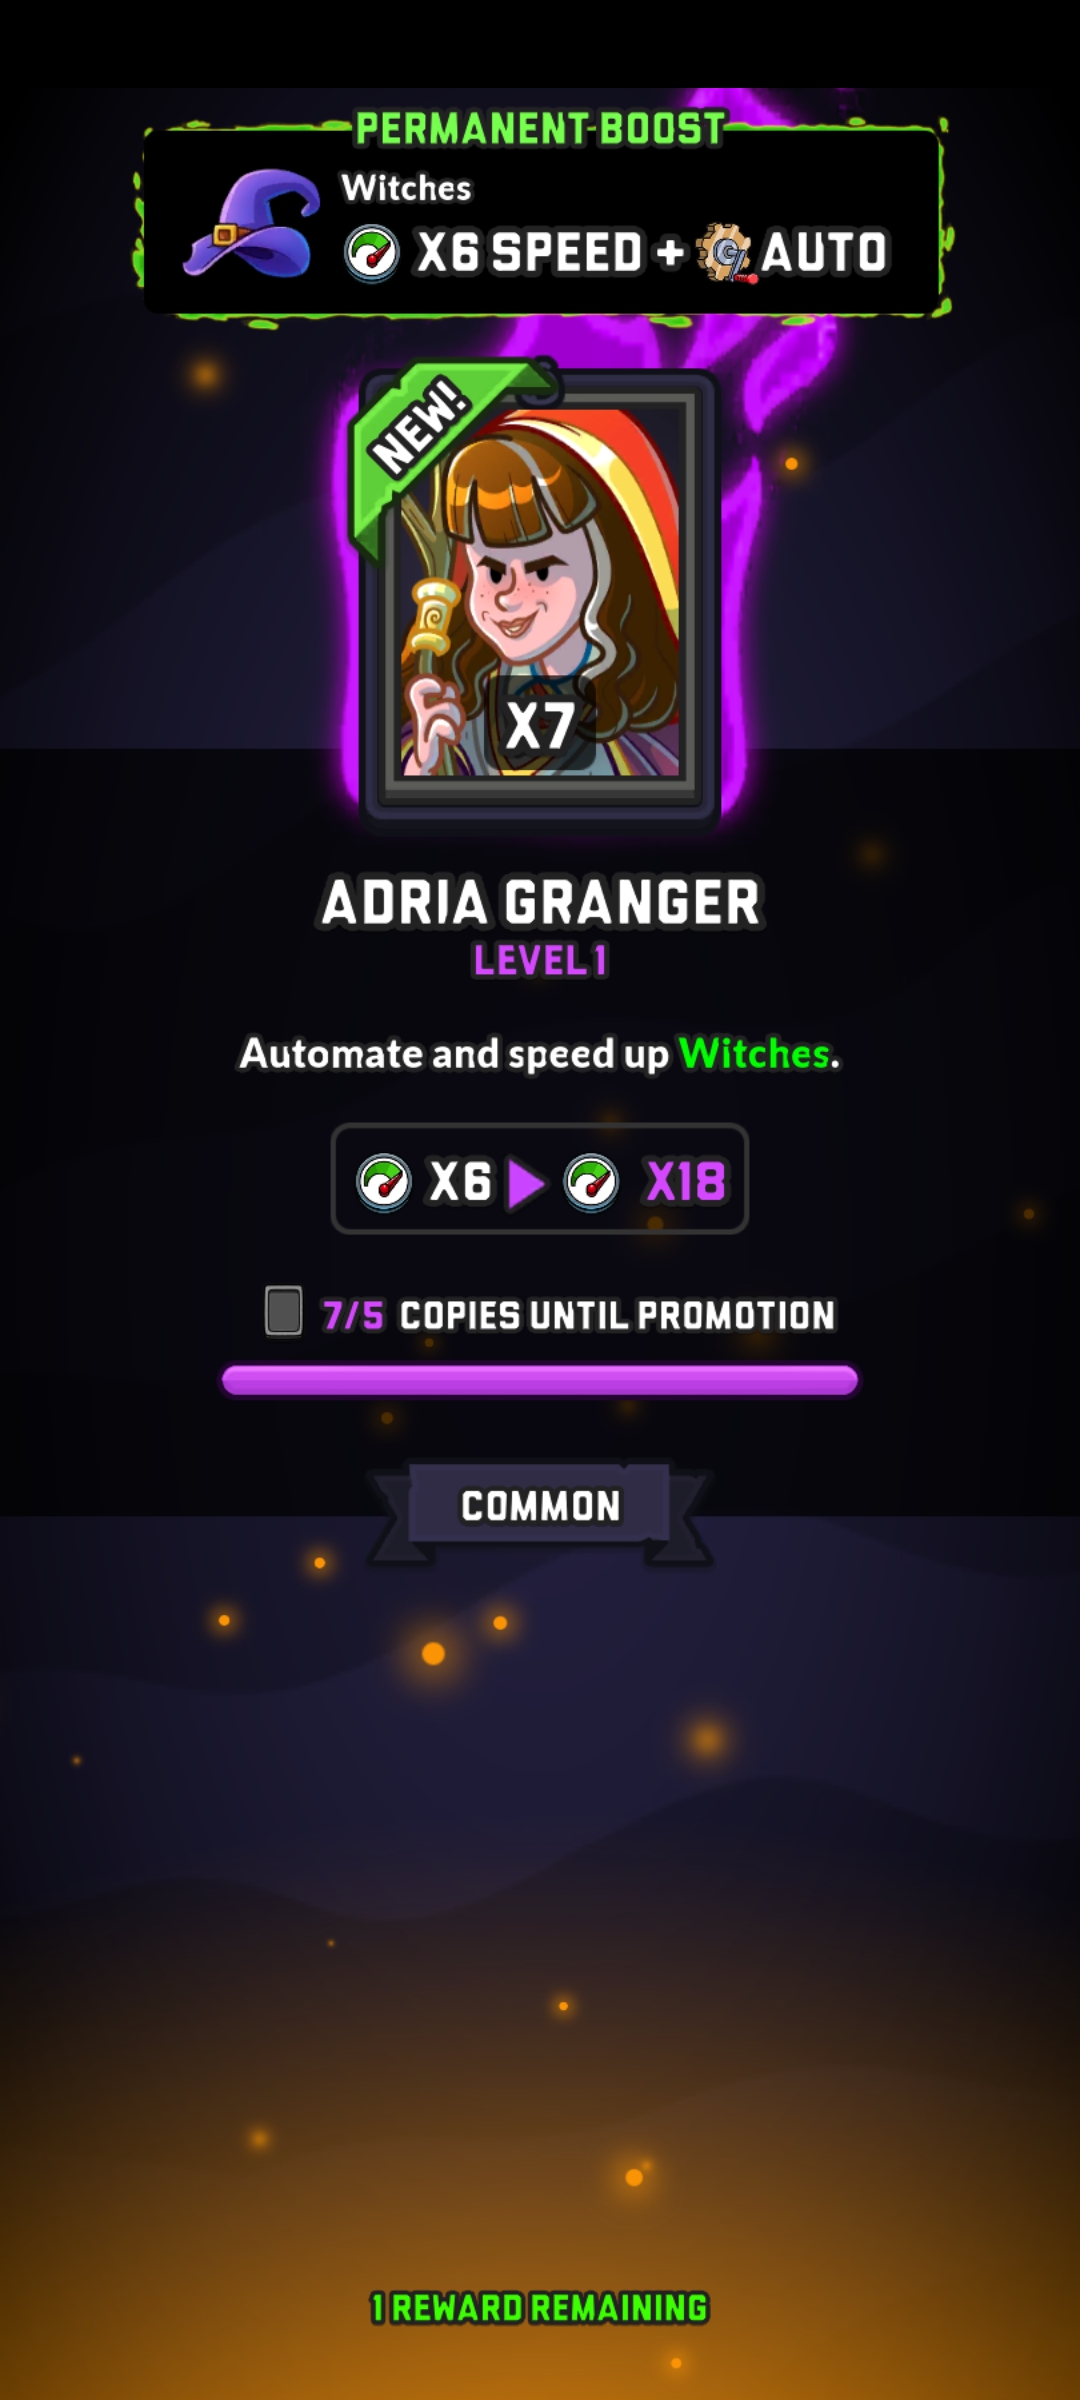 PERMANENT BOOST
Witches
X6 SPEED + AUTO
NEW!
X7
ADRIA GRANGER
LEVEL 1
Automate and speed up Witches.
X6 X18
7/5 COPIES UNTIL PROMOTION
COMMON
1 REWARD REMAINING